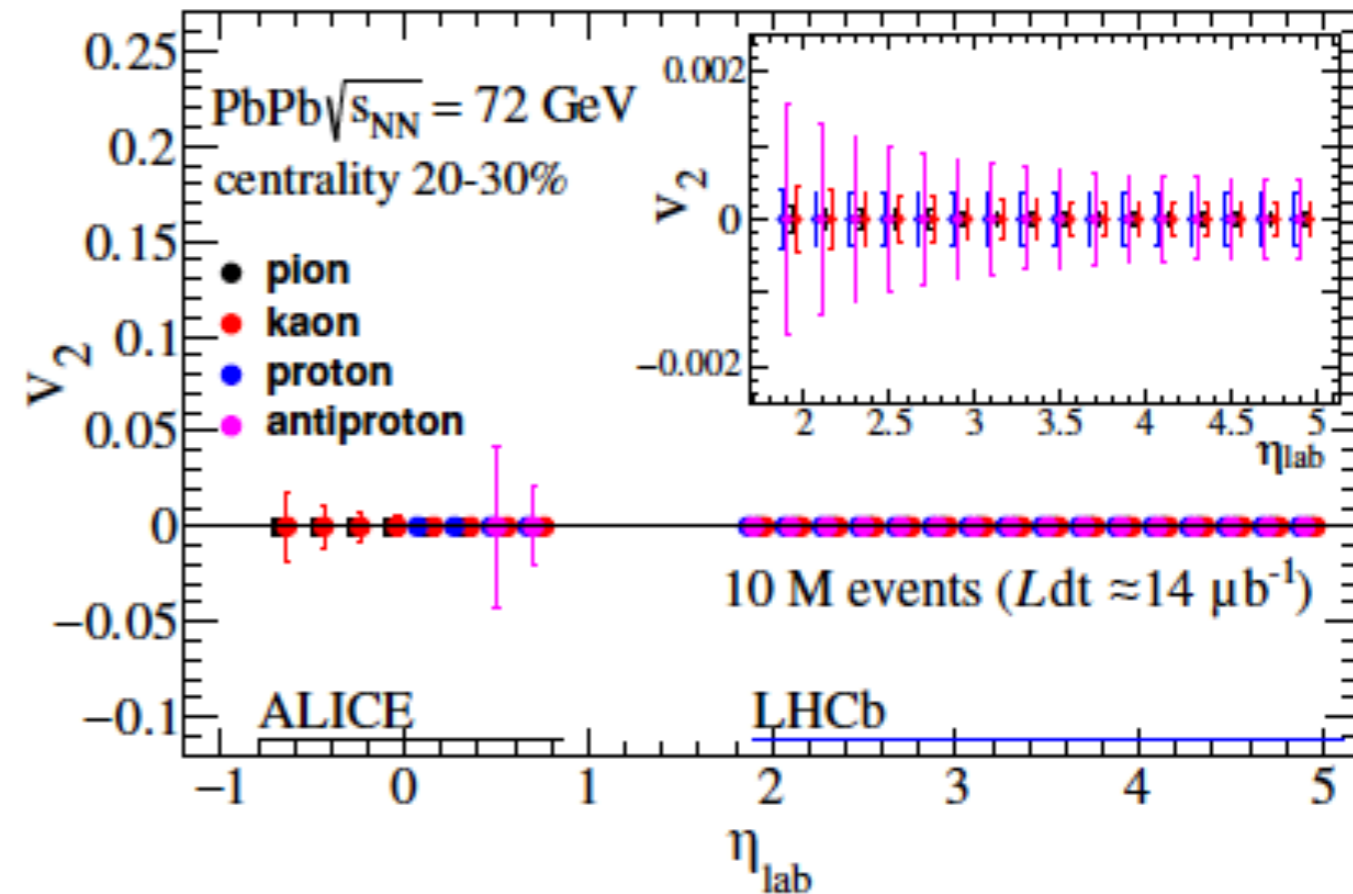 PbPb√sNN = 72 GeV
centrality 20-30%
pion
kaon
proton
antiproton
v2
0.25
0.2
0.15
0.1
0.05
0
−0.05
−0.1
0.002
0
−0.002
v2
2 2.5 3 3.5 4 4.5 5
ηlab
10 M events (Ldt ≈14 μb-1)
ALICE
LHCb
−1 0 1 2 3 4 5
ηlab